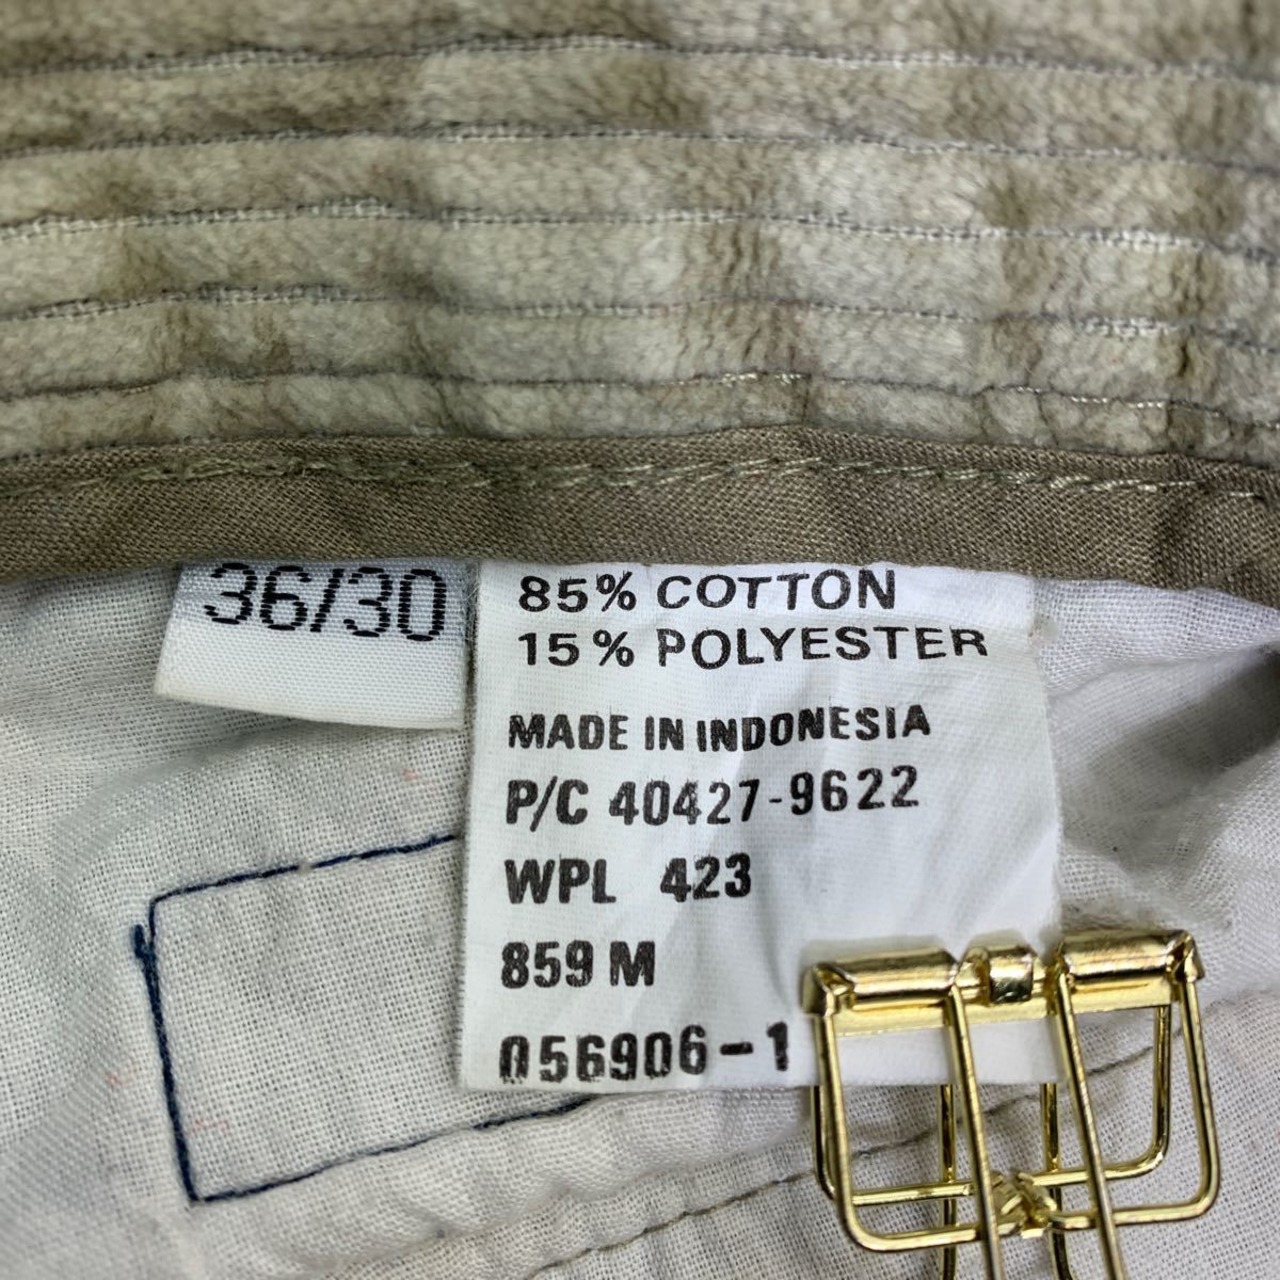 36/30
85% COTTON
15% POLYESTER
MADE IN INDONESIA
P/C 40427-9622
WPL 423
859 M
056906-1